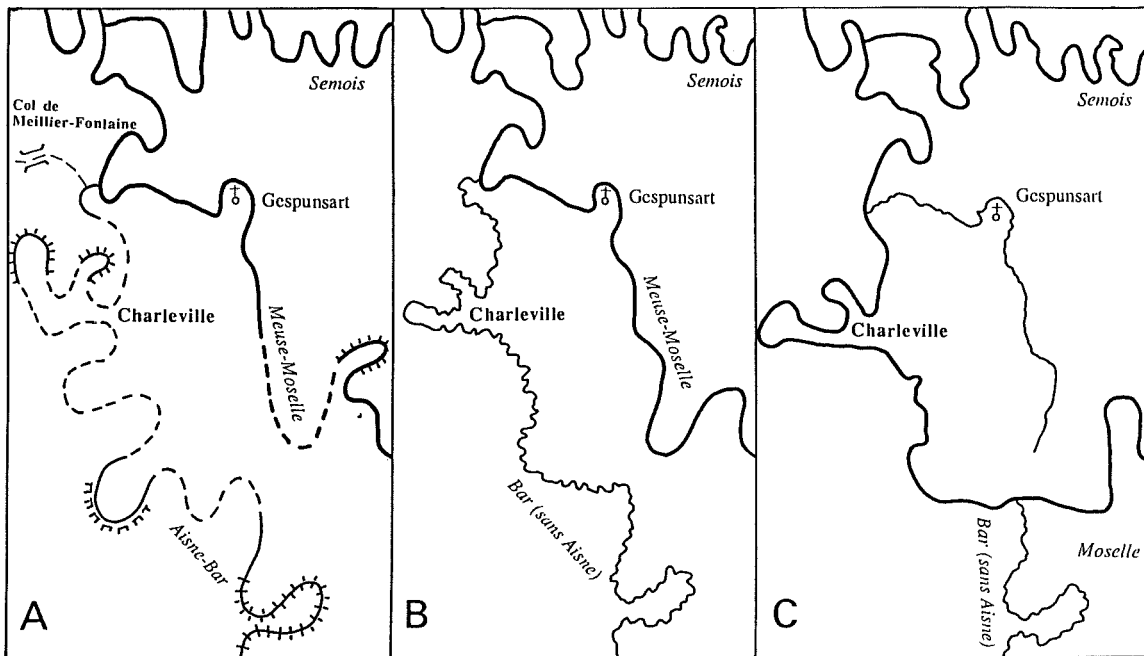 Semois
Col de
Meillier-Fontaine
Gespunsart
Charleville
Meuse-Moselle
Aisne-Bar
A
Semois
Gespunsart
Charleville
Meuse-Moselle
Bar (sans Aisne)
B
Semois
Gespunsart
Charleville
Bar (sans Aisne)
Moselle
C